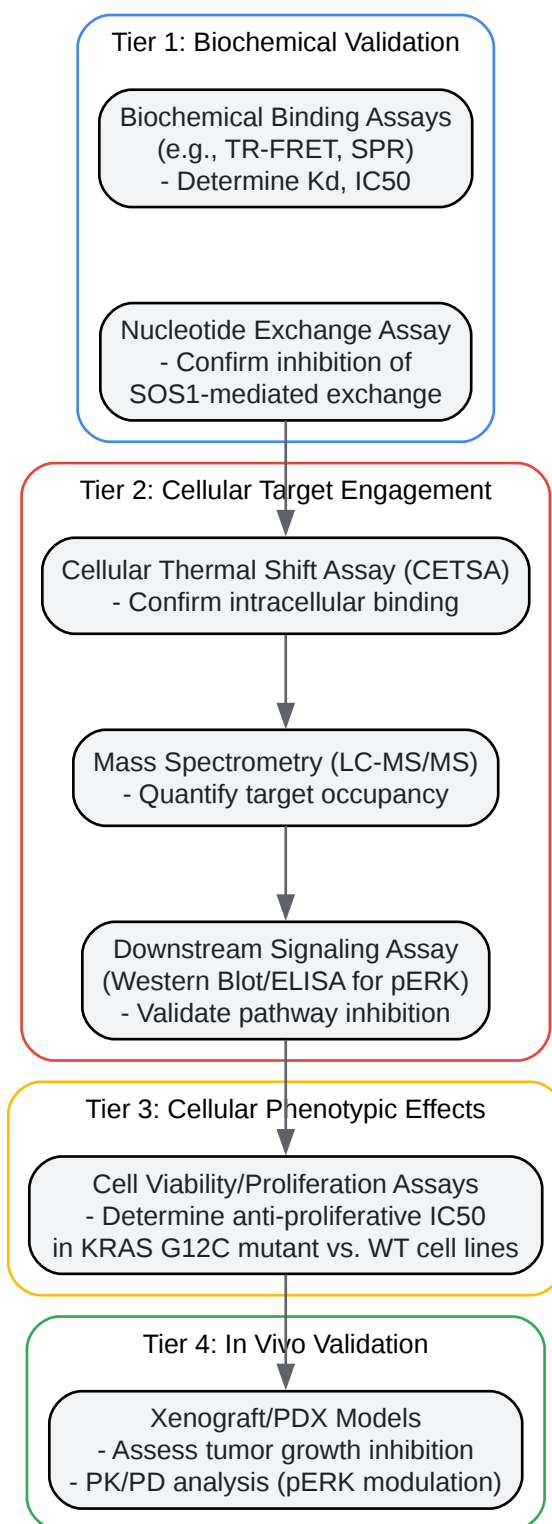 Tier 1: Biochemical Validation
Biochemical Binding Assays
(e.g., TR-FRET, SPR)
- Determine Kd, IC50
Nucleotide Exchange Assay
- Confirm inhibition of
SOS1-mediated exchange
Tier 2: Cellular Target Engagement
Cellular Thermal Shift Assay (CETSA)
- Confirm intracellular binding
Mass Spectrometry (LC-MS/MS)
- Quantify target occupancy
Downstream Signaling Assay
(Western Blot/ELISA for pERK)
- Validate pathway inhibition
Tier 3: Cellular Phenotypic Effects
Cell Viability/Proliferation Assays
- Determine anti-proliferative IC50
in KRAS G12C mutant vs. WT cell lines
Tier 4: In Vivo Validation
Xenograft/PDX Models
- Assess tumor growth inhibition
- PK/PD analysis (pERK modulation)